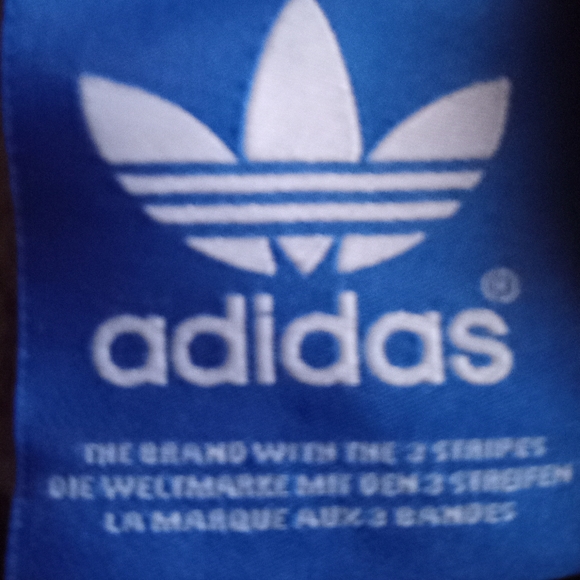 adidas®
THE BRAND WITH THE 3 STRIPES
DIE WELTMARKE MIT DEN 3 STREIFEN
LA MARQUE AUX 3 BANDES